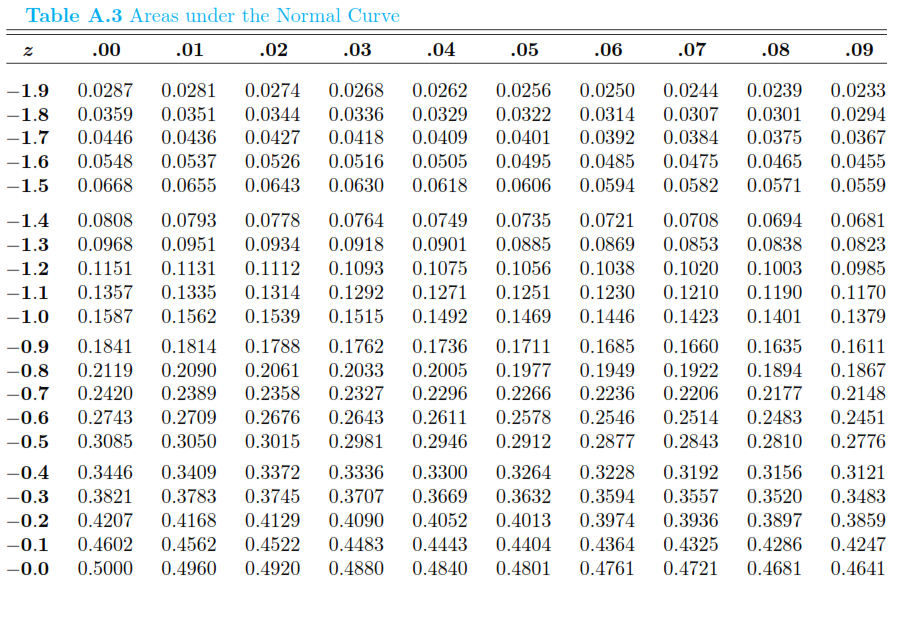 Table A.3 Areas under the Normal Curve
z .00 .01 .02 .03 .04 .05 .06 .07 .08 .09
−1.9 0.0287 0.0281 0.0274 0.0268 0.0262 0.0256 0.0250 0.0244 0.0239 0.0233
−1.8 0.0359 0.0351 0.0344 0.0336 0.0329 0.0322 0.0314 0.0307 0.0301 0.0294
−1.7 0.0446 0.0436 0.0427 0.0418 0.0409 0.0401 0.0392 0.0384 0.0375 0.0367
−1.6 0.0548 0.0537 0.0526 0.0516 0.0505 0.0495 0.0485 0.0475 0.0465 0.0455
−1.5 0.0668 0.0655 0.0643 0.0630 0.0618 0.0606 0.0594 0.0582 0.0571 0.0559
−1.4 0.0808 0.0793 0.0778 0.0764 0.0749 0.0735 0.0721 0.0708 0.0694 0.0681
−1.3 0.0968 0.0951 0.0934 0.0918 0.0901 0.0885 0.0869 0.0853 0.0838 0.0823
−1.2 0.1151 0.1131 0.1112 0.1093 0.1075 0.1056 0.1038 0.1020 0.1003 0.0985
−1.1 0.1357 0.1335 0.1314 0.1292 0.1271 0.1251 0.1230 0.1210 0.1190 0.1170
−1.0 0.1587 0.1562 0.1539 0.1515 0.1492 0.1469 0.1446 0.1423 0.1401 0.1379
−0.9 0.1841 0.1814 0.1788 0.1762 0.1736 0.1711 0.1685 0.1660 0.1635 0.1611
−0.8 0.2119 0.2090 0.2061 0.2033 0.2005 0.1977 0.1949 0.1922 0.1894 0.1867
−0.7 0.2420 0.2389 0.2358 0.2327 0.2296 0.2266 0.2236 0.2206 0.2177 0.2148
−0.6 0.2743 0.2709 0.2676 0.2643 0.2611 0.2578 0.2546 0.2514 0.2483 0.2451
−0.5 0.3085 0.3050 0.3015 0.2981 0.2946 0.2912 0.2877 0.2843 0.2810 0.2776
−0.4 0.3446 0.3409 0.3372 0.3336 0.3300 0.3264 0.3228 0.3192 0.3156 0.3121
−0.3 0.3821 0.3783 0.3745 0.3707 0.3669 0.3632 0.3594 0.3557 0.3520 0.3483
−0.2 0.4207 0.4168 0.4129 0.4090 0.4052 0.4013 0.3974 0.3936 0.3897 0.3859
−0.1 0.4602 0.4562 0.4522 0.4483 0.4443 0.4404 0.4364 0.4325 0.4286 0.4247
−0.0 0.5000 0.4960 0.4920 0.4880 0.4840 0.4801 0.4761 0.4721 0.4681 0.4641